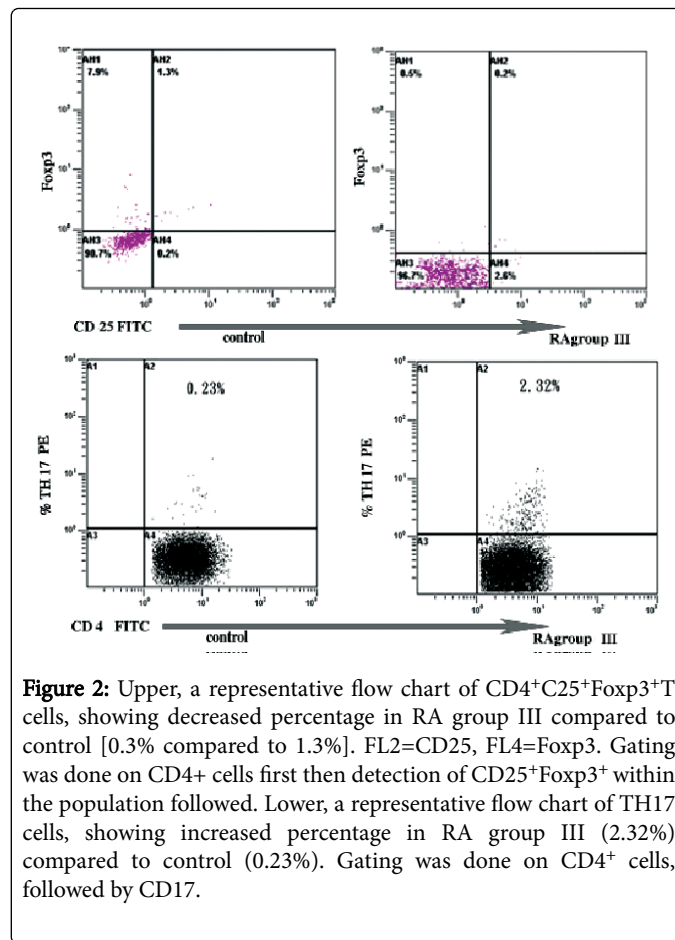 AH1 AH2
7.9% 1.3%
Foxp3
AH3 AH4
90.7% 0.2%
AH1 AH2
0.5% 0.2%
Foxp3
AH3 AH4
96.7% 2.6%
CD 25 FITC
control
RAgroup III
A1 A2
0.23%
% TH 17 PE
A3 A4
A1 A2
2.32%
% TH 17 PE
A3 A4
CD 4 FITC
control
RAgroup III
Figure 2: Upper, a representative flow chart of CD4⁺C25⁺Foxp3⁺T
cells, showing decreased percentage in RA group III compared to
control [0.3% compared to 1.3%]. FL2=CD25, FL4=Foxp3. Gating
was done on CD4+ cells first then detection of CD25⁺Foxp3⁺ within
the population followed. Lower, a representative flow chart of TH17
cells, showing increased percentage in RA group III (2.32%)
compared to control (0.23%). Gating was done on CD4⁺ cells,
followed by CD17.